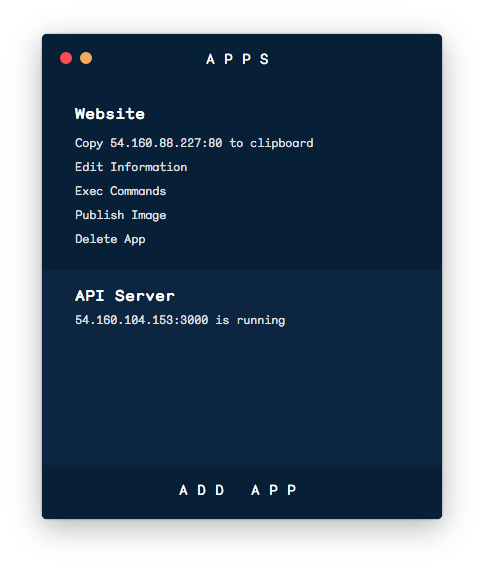 APPS
Website
Copy 54.160.88.227:80 to clipboard
Edit Information
Exec Commands
Publish Image
Delete App
API Server
54.160.104.153:3000 is running
ADD APP